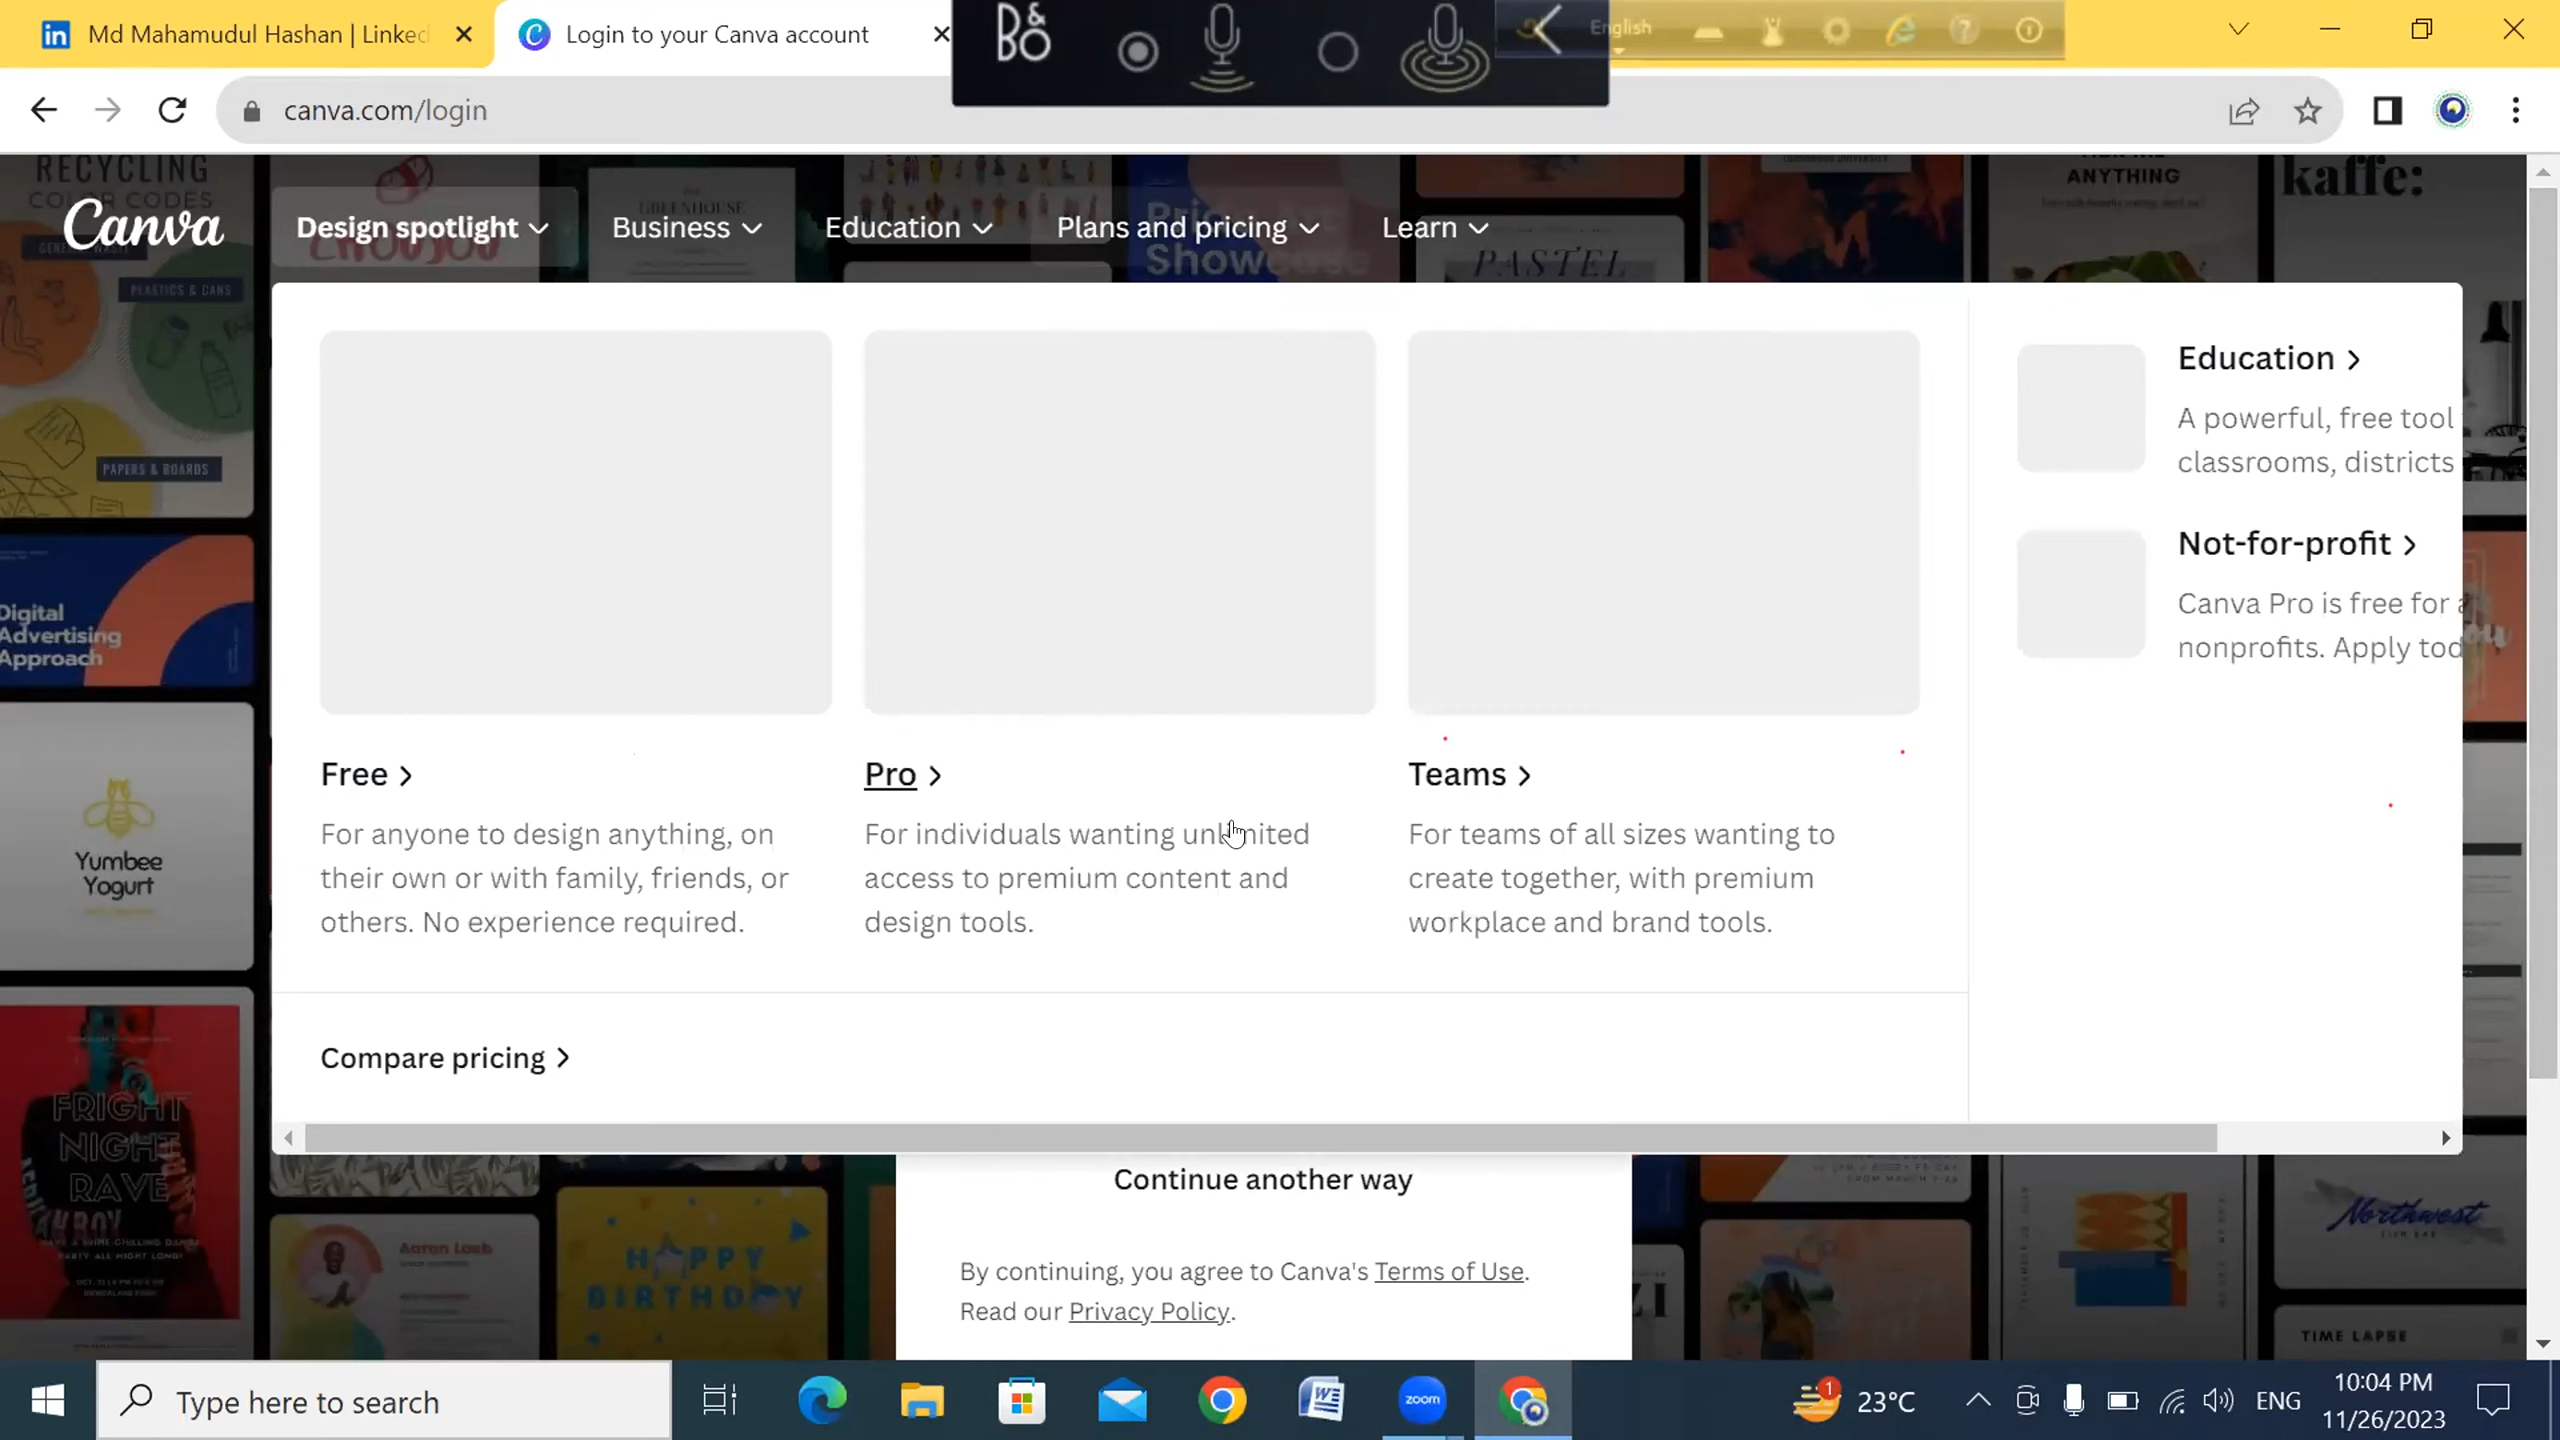 Md Mahamudul Hashan | Linked
Login to your Canva account
B&O
English
canva.com/login
RECYCLING
COLOR CODES
PLASTICS & CANS
PAPERS & BOARDS
Canva
Design spotlight
Business
Education
Plans and pricing
Learn
GREENHOUSE
Showcase
PASTEL
ANYTHING
kaffe:
Free
For anyone to design anything, on
their own or with family, friends, or
others. No experience required.
Pro
For individuals wanting unlimited
access to premium content and
design tools.
Teams
For teams of all sizes wanting to
create together, with premium
workplace and brand tools.
Education
A powerful, free tool
classrooms, districts
Not-for-profit
Canva Pro is free for
nonprofits. Apply tod
Compare pricing
Digital
Advertising
Approach
Yumbee
Yogurt
FRIGHT
NIGHT
RAVE
Aaron Loeb
HAPPY
BIRTHDAY
Continue another way
By continuing, you agree to Canva's Terms of Use.
Read our Privacy Policy.
Northwest
TIME LAPSE
Type here to search
zoom
1
23°C
ENG
10:04 PM
11/26/2023